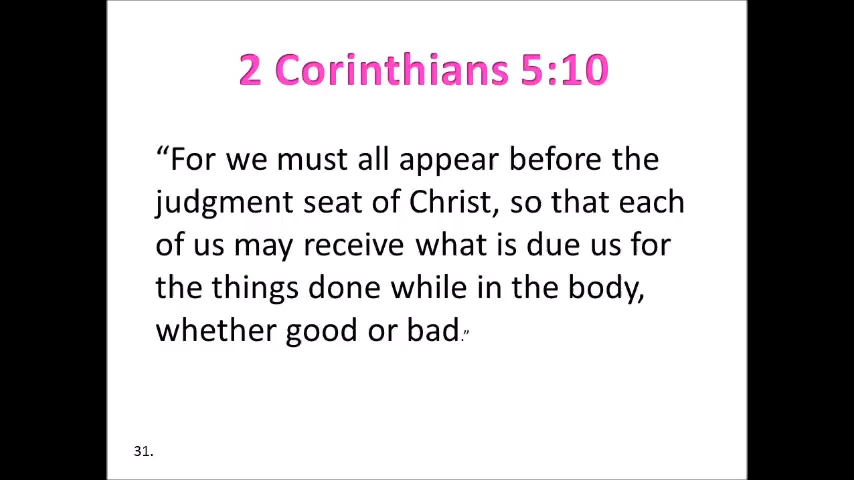 2 Corinthians 5:10
“For we must all appear before the
judgment seat of Christ, so that each
of us may receive what is due us for
the things done while in the body,
whether good or bad.”
31.